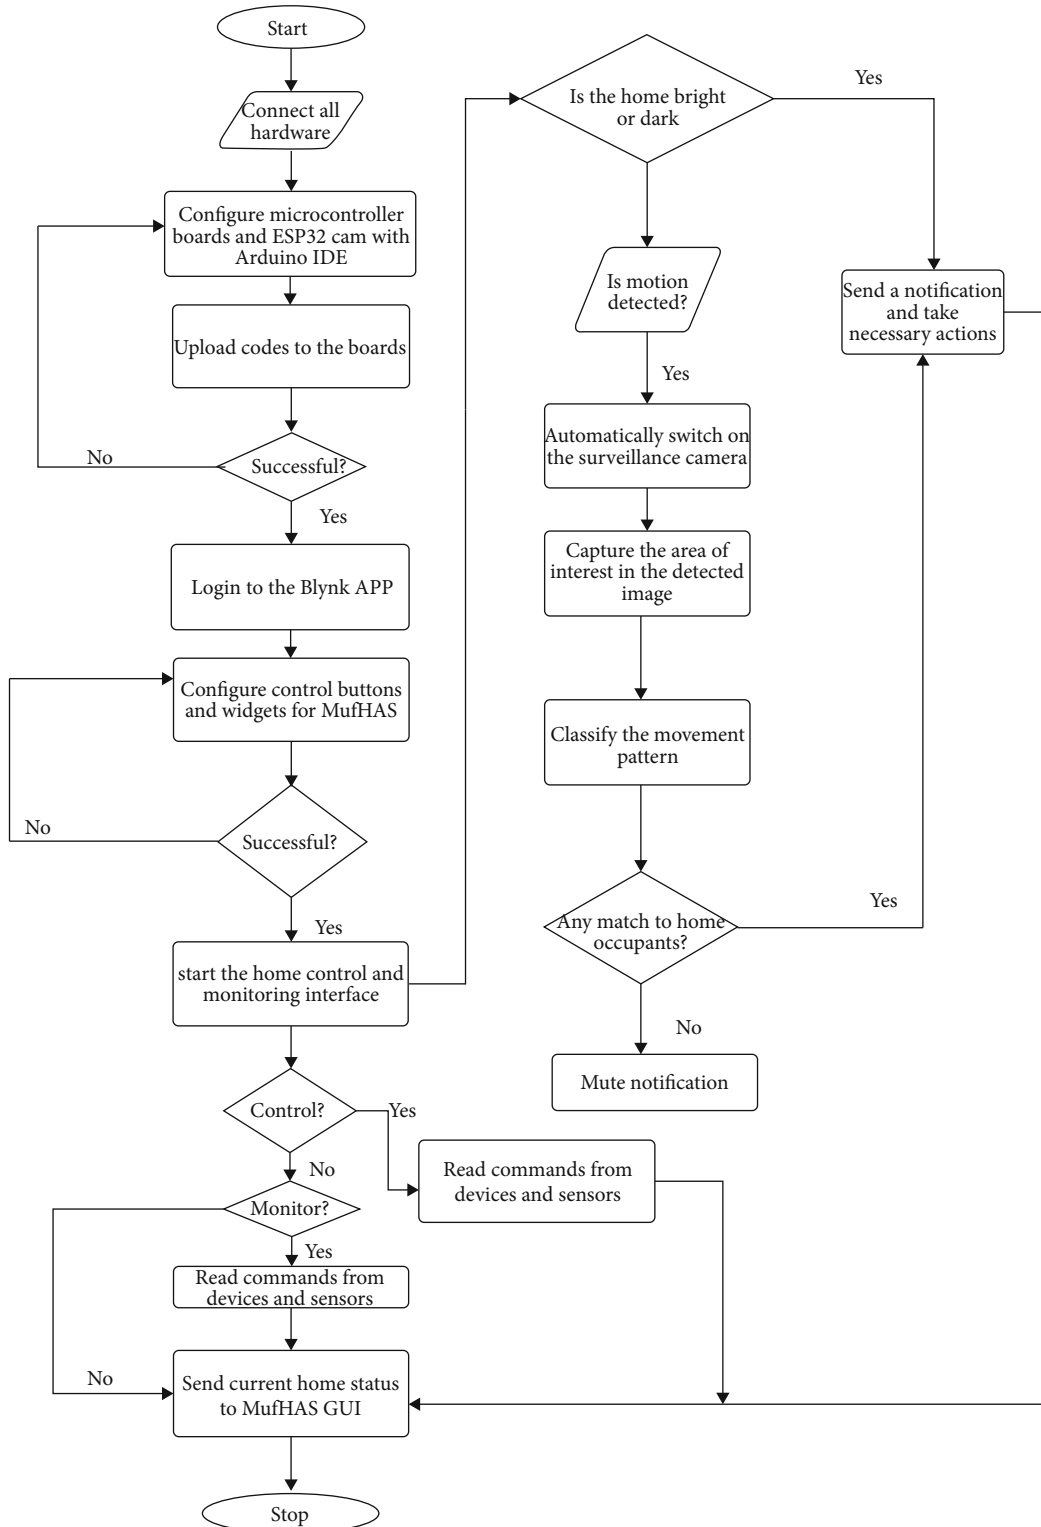 Start
Connect all
hardware
Configure microcontroller
boards and ESP32 cam with
Arduino IDE
Upload codes to the boards
Successful?
No
Yes
Login to the Blynk APP
Configure control buttons
and widgets for MufHAS
Successful?
No
Yes
start the home control and
monitoring interface
Control?
Yes
No
Monitor?
Yes
No
Read commands from
devices and sensors
Read commands from
devices and sensors
Send current home status
to MufHAS GUI
Stop
Is the home bright
or dark
Yes
Is motion
detected?
Yes
Automatically switch on
the surveillance camera
Capture the area of
interest in the detected
image
Classify the movement
pattern
Any match to home
occupants?
Yes
No
Mute notification
Send a notification
and take
necessary actions